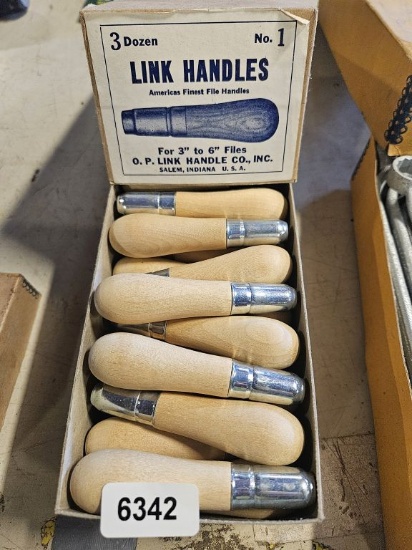 3 Dozen No. 1
LINK HANDLES
Americas Finest File Handles
For 3" to 6" Files
O. P. LINK HANDLE CO., INC.
SALEM, INDIANA U. S. A.
6342